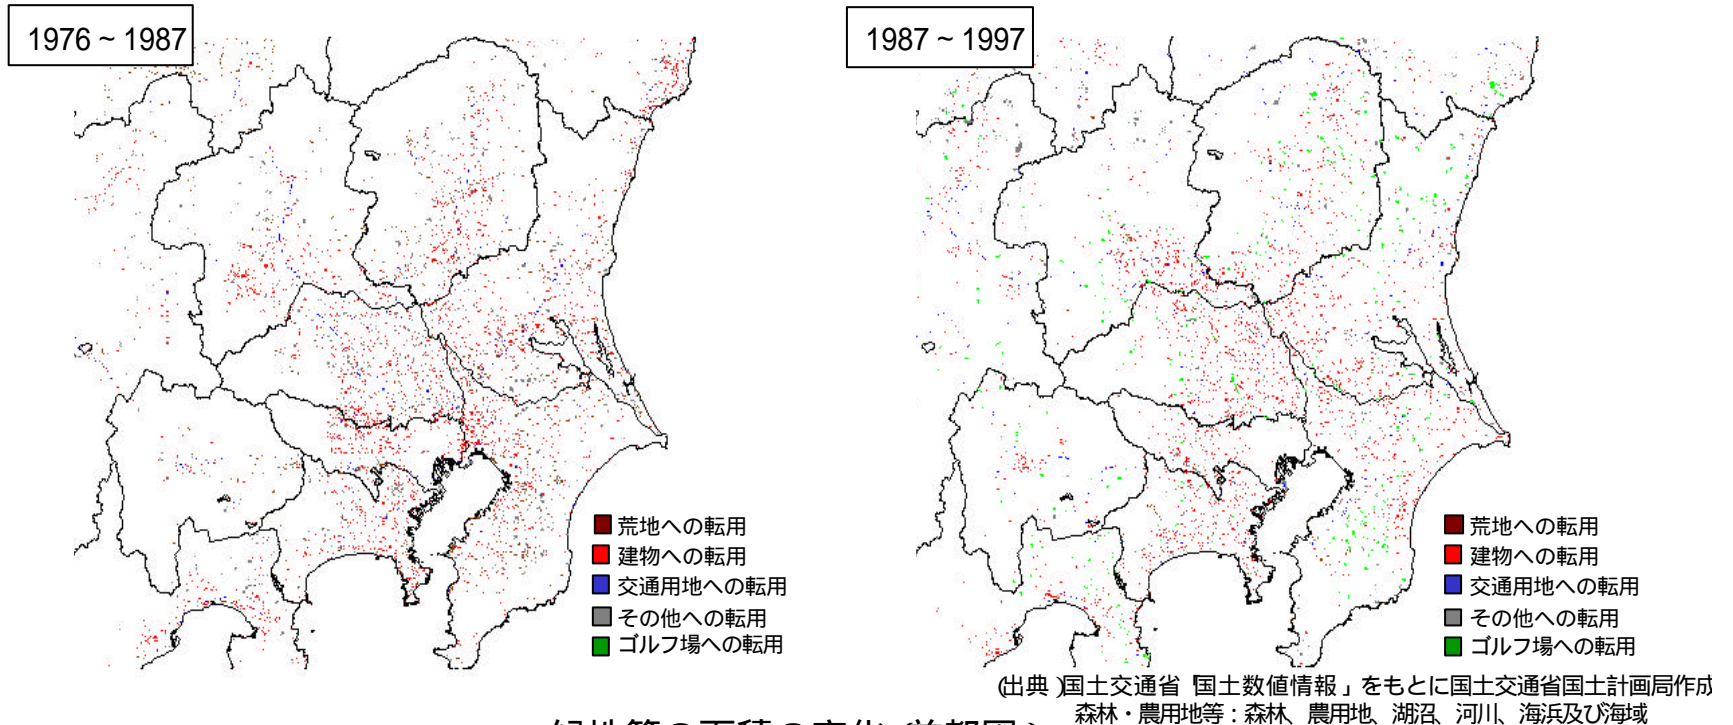 1976 ~ 1987
1987 ~ 1997
荒地への転用
建物への転用
交通用地への転用
その他への転用
ゴルフ場への転用
荒地への転用
建物への転用
交通用地への転用
その他への転用
ゴルフ場への転用
(出典)国土交通省「国土数値情報」をもとに国土交通省国土計画局作成
森林・農用地等:森林、農用地、湖沼、河川、海浜及び海域